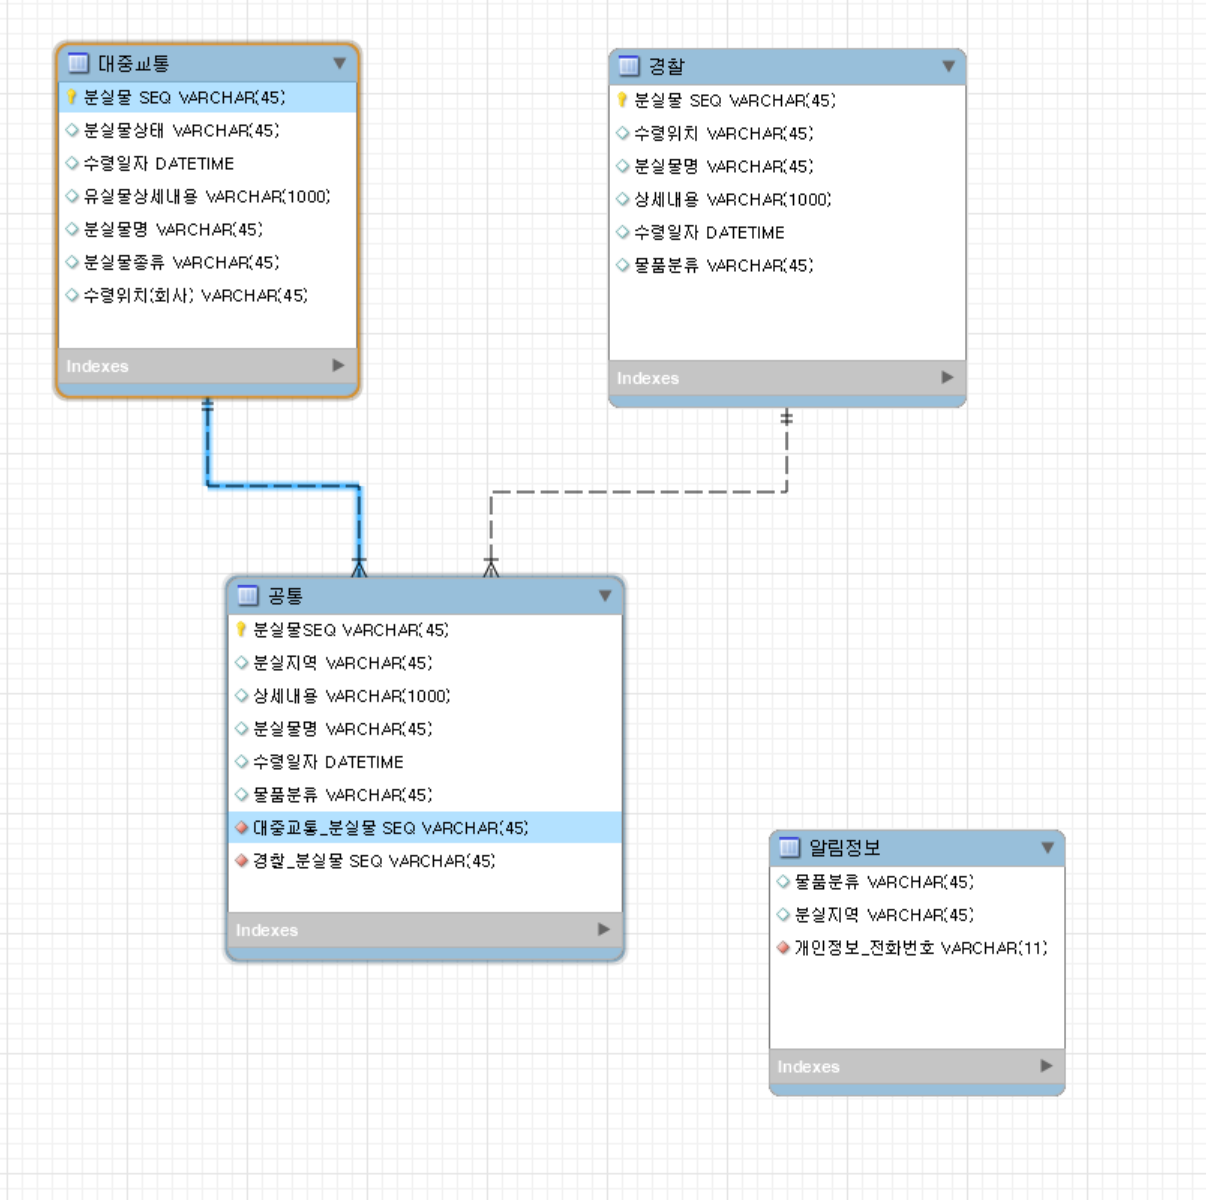 대중교통
분실물 SEQ VARCHAR(45)
분실물상태 VARCHAR(45)
수령일자 DATETIME
유실물상세내용 VARCHAR(1000)
분실물명 VARCHAR(45)
분실물종류 VARCHAR(45)
수령위치(회사) VARCHAR(45)
Indexes
경찰
분실물 SEQ VARCHAR(45)
수령위치 VARCHAR(45)
분실물명 VARCHAR(45)
상세내용 VARCHAR(1000)
수령일자 DATETIME
물품분류 VARCHAR(45)
Indexes
공통
분실물SEQ VARCHAR(45)
분실지역 VARCHAR(45)
상세내용 VARCHAR(1000)
분실물명 VARCHAR(45)
수령일자 DATETIME
물품분류 VARCHAR(45)
대중교통_분실물 SEQ VARCHAR(45)
경찰_분실물 SEQ VARCHAR(45)
Indexes
알림정보
물품분류 VARCHAR(45)
분실지역 VARCHAR(45)
개인정보_전화번호 VARCHAR(11)
Indexes